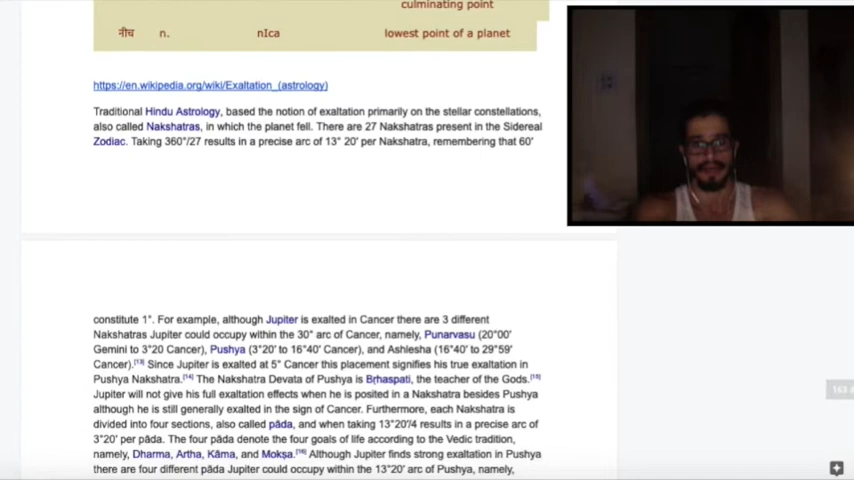 culminating point
नीच n. nIca lowest point of a planet
https://en.wikipedia.org/wiki/Exaltation_(astrology)
Traditional Hindu Astrology, based the notion of exaltation primarily on the stellar constellations,
also called Nakshatras, in which the planet fell. There are 27 Nakshatras present in the Sidereal
Zodiac. Taking 360°/27 results in a precise arc of 13° 20' per Nakshatra, remembering that 60'
constitute 1°. For example, although Jupiter is exalted in Cancer there are 3 different
Nakshatras Jupiter could occupy within the 30° arc of Cancer, namely, Punarvasu (20°00'
Gemini to 3°20 Cancer), Pushya (3°20' to 16°40' Cancer), and Ashlesha (16°40' to 29°59'
Cancer).[13] Since Jupiter is exalted at 5° Cancer this placement signifies his true exaltation in
Pushya Nakshatra.[14] The Nakshatra Devata of Pushya is Bṛhaspati, the teacher of the Gods.[15]
Jupiter will not give his full exaltation effects when he is posited in a Nakshatra besides Pushya
although he is still generally exalted in the sign of Cancer. Furthermore, each Nakshatra is
divided into four sections, also called pāda, and when taking 13°20'/4 results in a precise arc of
3°20' per pāda. The four pāda denote the four goals of life according to the Vedic tradition,
namely, Dharma, Artha, Kāma, and Mokṣa.[16] Although Jupiter finds strong exaltation in Pushya
there are four different pāda Jupiter could occupy within the 13°20' arc of Pushya, namely,